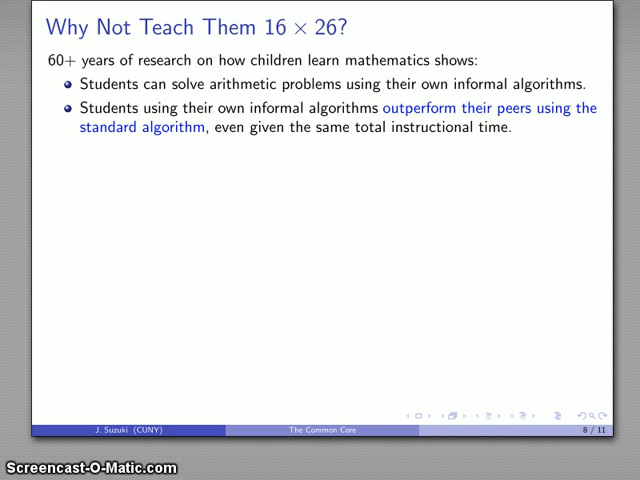 Why Not Teach Them 16 × 26?
60+ years of research on how children learn mathematics shows:
Students can solve arithmetic problems using their own informal algorithms.
Students using their own informal algorithms outperform their peers using the
standard algorithm, even given the same total instructional time.
J. Suzuki (CUNY) The Common Core 8 / 11
Screencast-O-Matic.com